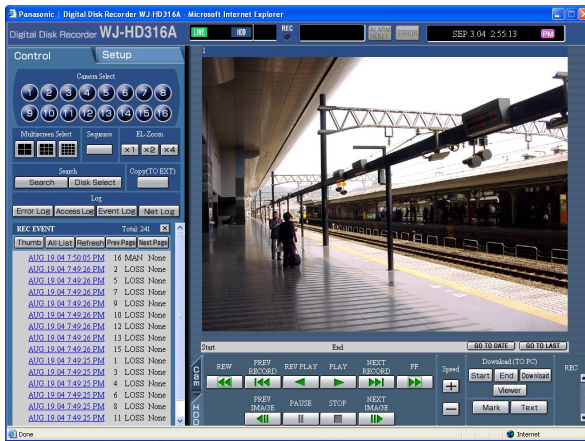 Panasonic | Digital Disk Recorder WJ-HD316A - Microsoft Internet Explorer
Digital Disk Recorder WJ-HD316A
LIVE HDD REC ALARM RESET ERROR SEP.3.04 2:55:13 PM
Control Setup
1
Camera Select
1 2 3 4 5 6 7 8
9 10 11 12 13 14 15 16
Multiscreen Select Sequence EL-Zoom
×1 ×2 ×4
Search Copy(TO EXT)
Search Disk Select
Log
Error Log Access Log Event Log Net Log
REC EVENT Total: 241
Thumb All List Refresh Prev Page Next Page
AUG.19.04 7:50:05 PM 16 MAN None
AUG.19.04 7:49:26 PM 2 LOSS None
AUG.19.04 7:49:26 PM 5 LOSS None
AUG.19.04 7:49:26 PM 7 LOSS None
AUG.19.04 7:49:26 PM 9 LOSS None
AUG.19.04 7:49:26 PM 10 LOSS None
AUG.19.04 7:49:26 PM 12 LOSS None
AUG.19.04 7:49:26 PM 13 LOSS None
AUG.19.04 7:49:26 PM 15 LOSS None
AUG.19.04 7:49:25 PM 1 LOSS None
AUG.19.04 7:49:25 PM 3 LOSS None
AUG.19.04 7:49:25 PM 4 LOSS None
AUG.19.04 7:49:25 PM 6 LOSS None
AUG.19.04 7:49:25 PM 8 LOSS None
AUG.19.04 7:49:25 PM 11 LOSS None
Start End GO TO DATE GO TO LAST
Cam
HDD
REW PREV RECORD REV PLAY PLAY NEXT RECORD FF
PREV IMAGE PAUSE STOP NEXT IMAGE
Speed
Download (TO PC)
Start End Download
Viewer
Mark Text
REC
Done Internet